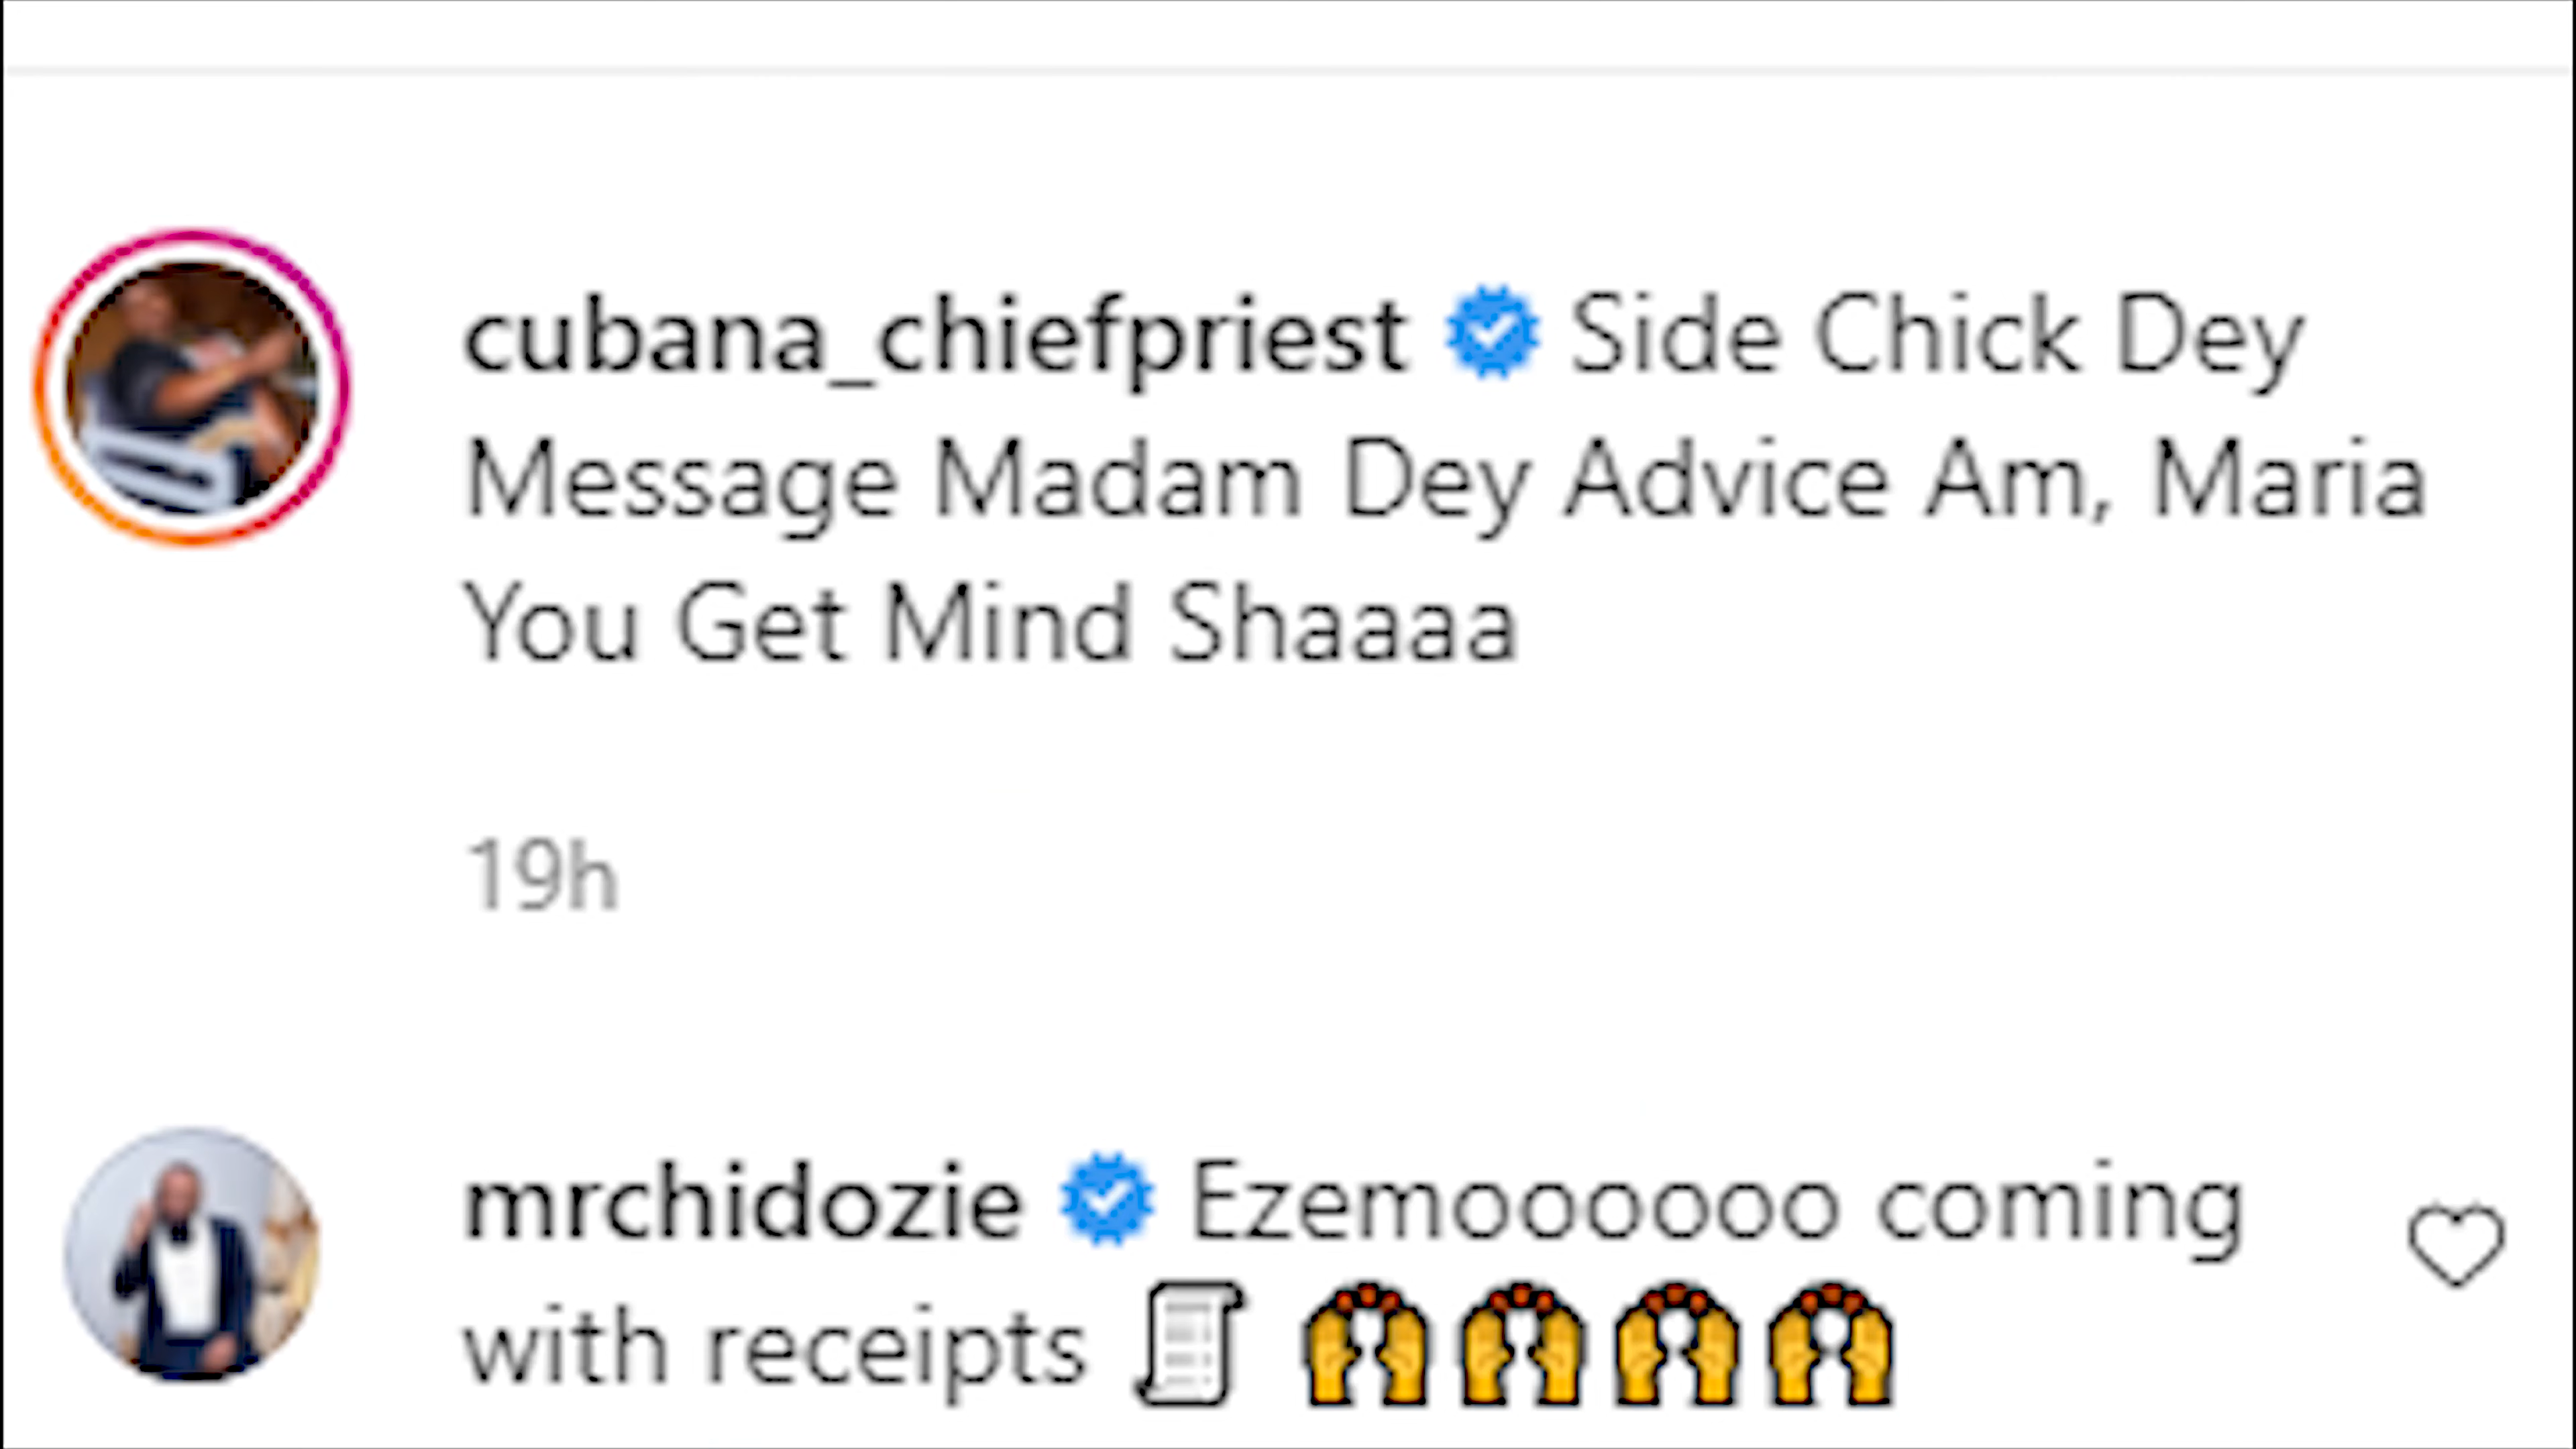 cubana_chiefpriest Side Chick Dey
Message Madam Dey Advice Am, Maria
You Get Mind Shaaaa
19h
mrchidozie Ezemoooooo coming
with receipts